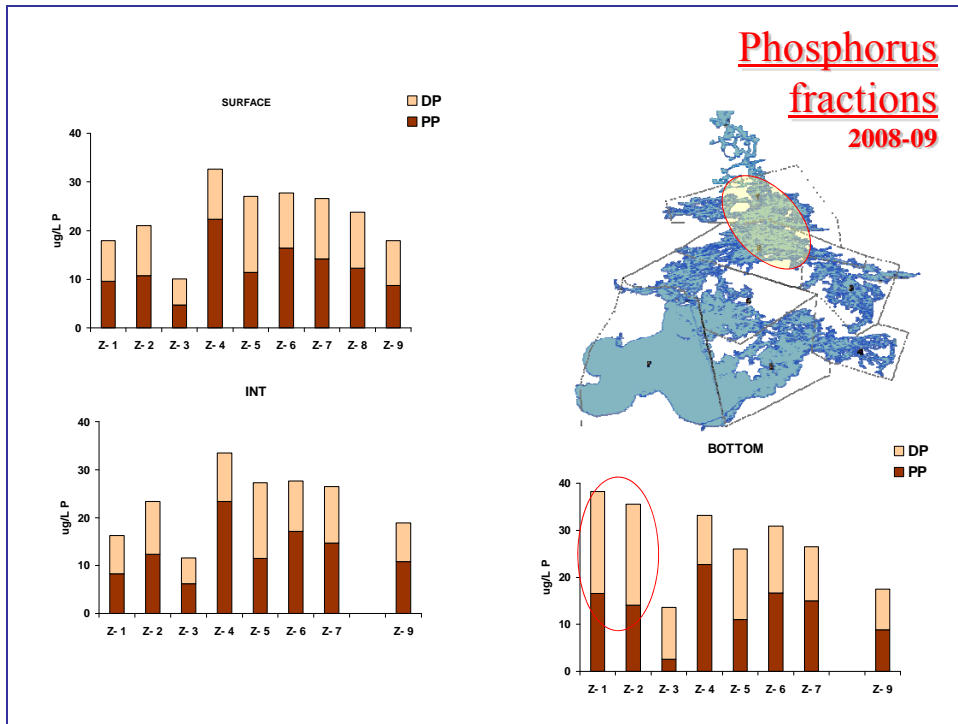 Phosphorus
fractions
2008-09
SURFACE
DP
PP
40
30
20
10
0
ug/L P
Z- 1 Z- 2 Z- 3 Z- 4 Z- 5 Z- 6 Z- 7 Z- 8 Z- 9
INT
40
30
20
10
0
ug/L P
Z- 1 Z- 2 Z- 3 Z- 4 Z- 5 Z- 6 Z- 7 Z- 9
7
BOTTOM
DP
PP
40
30
20
10
0
ug/L P
Z- 1 Z- 2 Z- 3 Z- 4 Z- 5 Z- 6 Z- 7 Z- 9